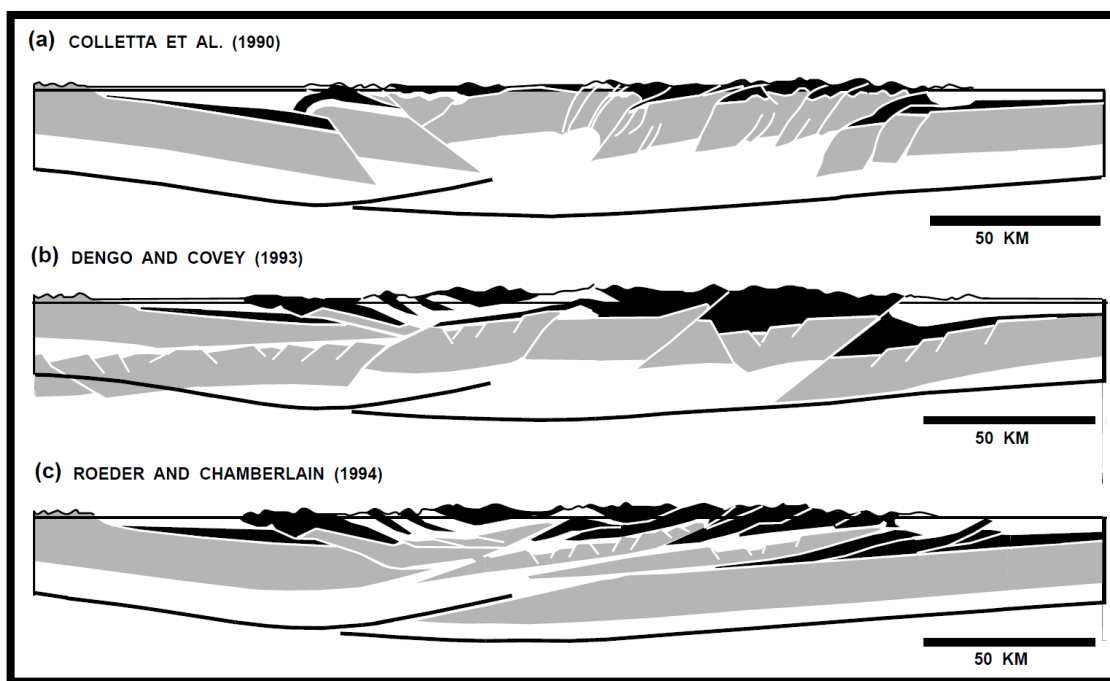 (a) COLLETTA ET AL. (1990)
50 KM
(b) DENGO AND COVEY (1993)
50 KM
(c) ROEDER AND CHAMBERLAIN (1994)
50 KM